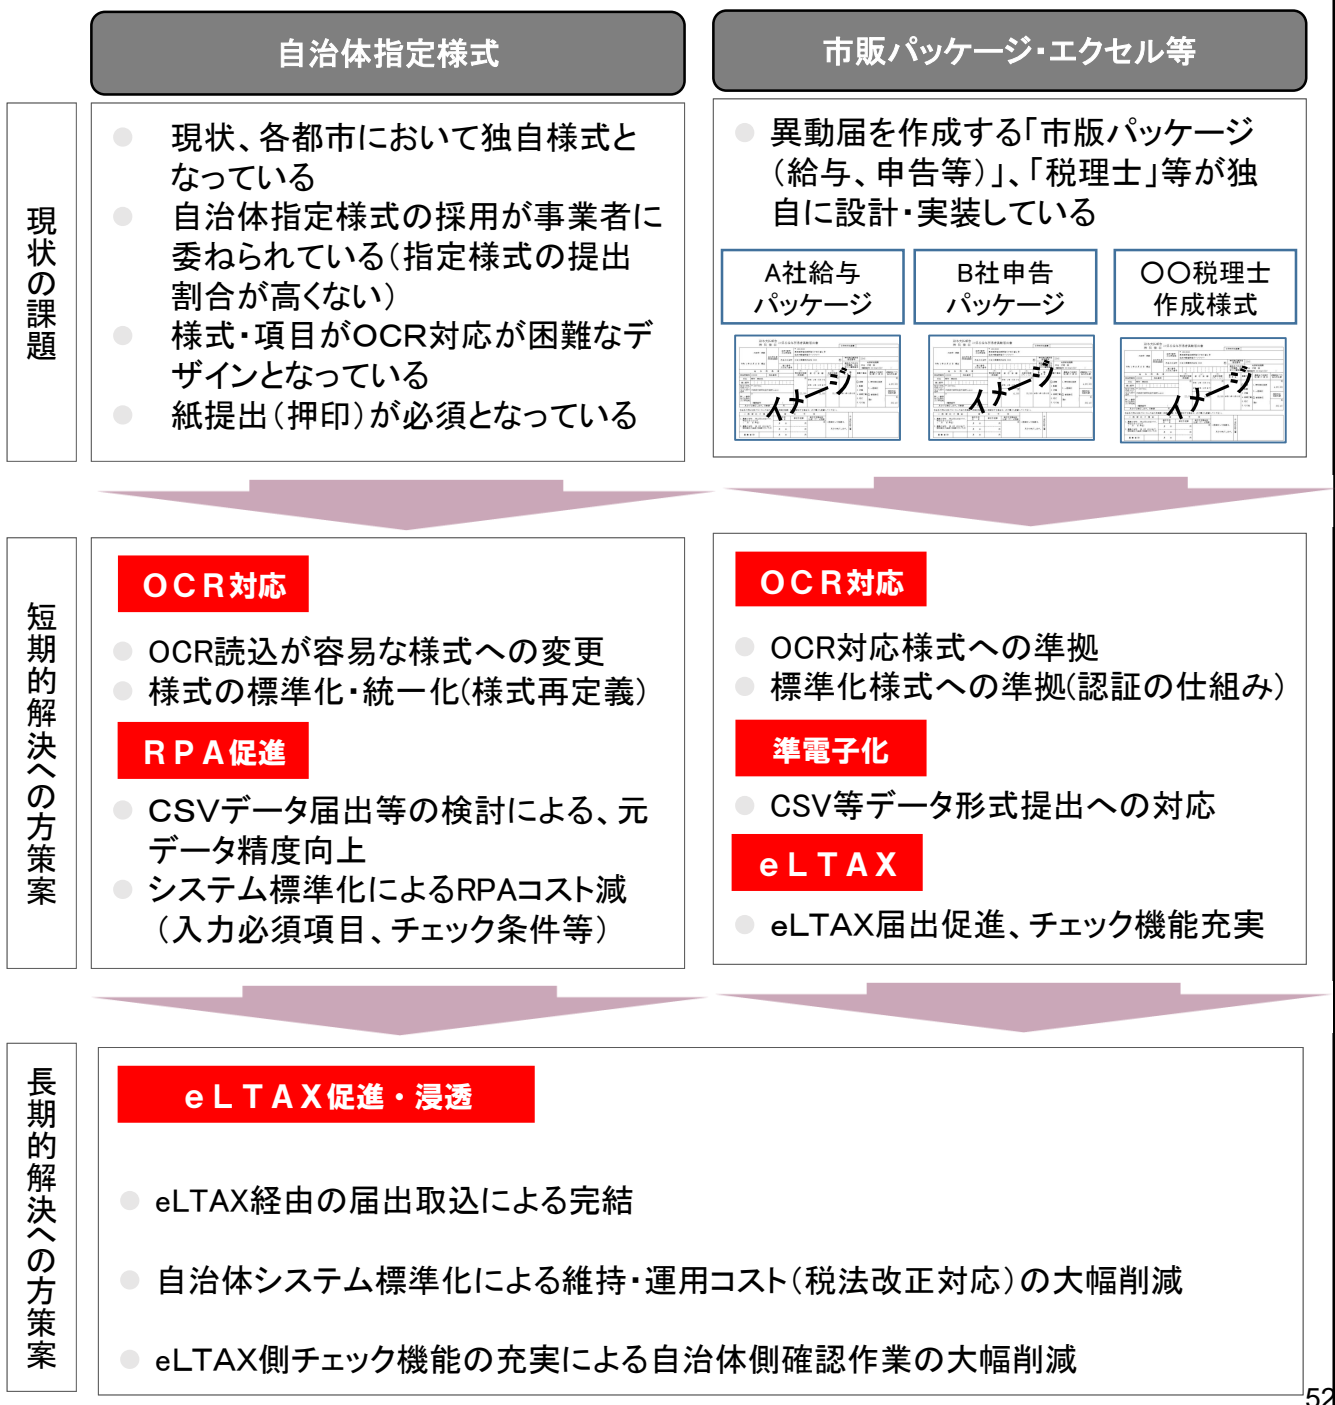 自治体指定様式
市販パッケージ・エクセル等
現状の課題
現状、各都市において独自様式と
なっている
自治体指定様式の採用が事業者に
委ねられている（指定様式の提出
割合が高くない）
様式・項目がＯＣＲ対応が困難なデ
ザインとなっている
紙提出（押印）が必須となっている
異動届を作成する「市版パッケージ
（給与、申告等）」、「税理士」等が独
自に設計・実装している
A社給与
パッケージ
B社申告
パッケージ
〇〇税理士
作成様式
イメージ
イメージ
イメージ
短期的解決への方策案
ＯＣＲ対応
OCR読込が容易な様式への変更
様式の標準化・統一化(様式再定義）
ＲＰＡ促進
ＣＳＶデータ届出等の検討による、元
データ精度向上
システム標準化によるRPAコスト減
（入力必須項目、チェック条件等）
ＯＣＲ対応
OCR対応様式への準拠
標準化様式への準拠(認証の仕組み）
準電子化
CSV等データ形式提出への対応
ｅＬＴＡＸ
eLTAX届出促進、チェック機能充実
長期的解決への方策案
ｅＬＴＡＸ促進・浸透
eLTAX経由の届出取込による完結
自治体システム標準化による維持・運用コスト（税法改正対応）の大幅削減
eLTAX側チェック機能の充実による自治体側確認作業の大幅削減
52